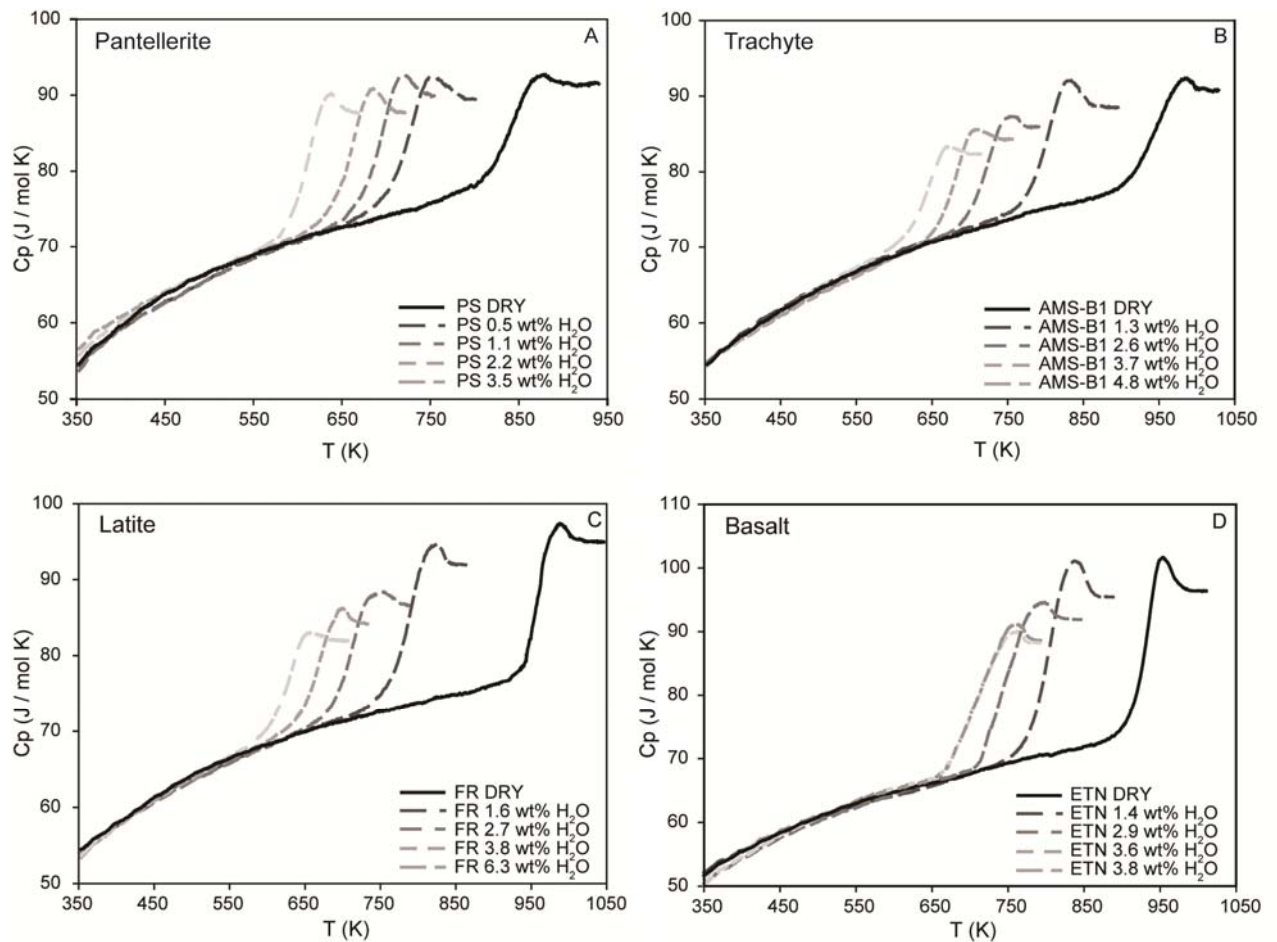 Pantellerite
A
100
90
80
70
60
50
Cp (J / mol K)
PS DRY
PS 0.5 wt% H2O
PS 1.1 wt% H2O
PS 2.2 wt% H2O
PS 3.5 wt% H2O
350 450 550 650 750 850 950
T (K)
Trachyte
B
100
90
80
70
60
50
Cp (J / mol K)
AMS-B1 DRY
AMS-B1 1.3 wt% H2O
AMS-B1 2.6 wt% H2O
AMS-B1 3.7 wt% H2O
AMS-B1 4.8 wt% H2O
350 450 550 650 750 850 950 1050
T (K)
Latite
C
100
90
80
70
60
50
Cp (J / mol K)
FR DRY
FR 1.6 wt% H2O
FR 2.7 wt% H2O
FR 3.8 wt% H2O
FR 6.3 wt% H2O
350 450 550 650 750 850 950 1050
T (K)
Basalt
D
110
100
90
80
70
60
50
Cp (J / mol K)
ETN DRY
ETN 1.4 wt% H2O
ETN 2.9 wt% H2O
ETN 3.6 wt% H2O
ETN 3.8 wt% H2O
350 450 550 650 750 850 950 1050
T (K)